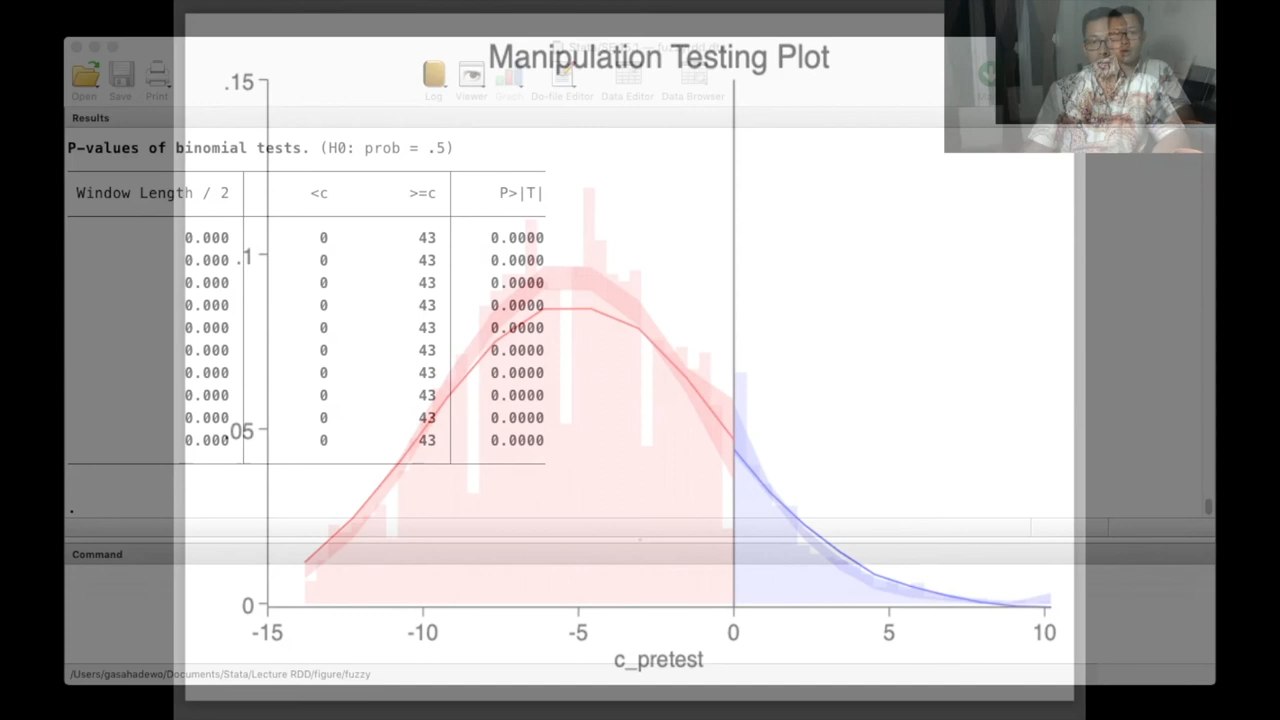 Manipulation Testing Plot
Open Save Print Log Viewer Graph Do-file Editor Data Editor Data Browser
Results
P-values of binomial tests. (H0: prob = .5)
Window Length / 2 <c >=c P>|T|
0.000 0 43 0.0000
0.000 0 43 0.0000
0.000 0 43 0.0000
0.000 0 43 0.0000
0.000 0 43 0.0000
0.000 0 43 0.0000
0.000 0 43 0.0000
0.000 0 43 0.0000
0.000 0 43 0.0000
0.000 0 43 0.0000
.
Command
/Users/gasahadewo/Documents/Stata/Lecture RDD/figure/fuzzy
.15
.1
.05
0
-15 -10 -5 0 5 10
c_pretest